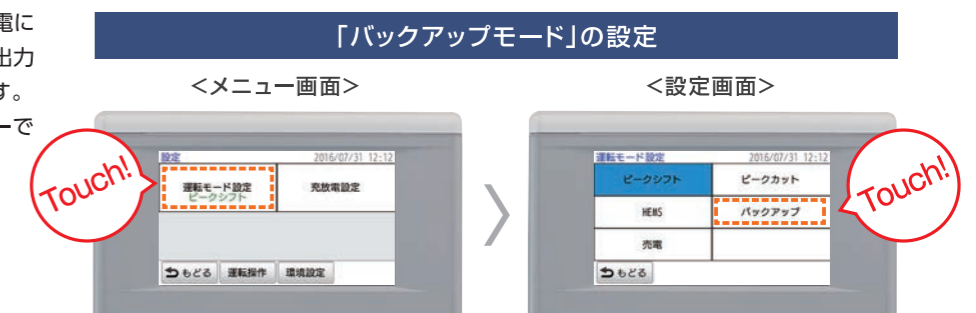 電に
出力
す。
ーで
「バックアップモード」の設定
<メニュー画面>
<設定画面>
Touch!
設定 2016/07/31 12:12
運転モード設定
ピークシフト
充放電設定
もどる 運転操作 環境設定
運転モード設定 2016/07/31 12:12
ピークシフト ピークカット
HEMS バックアップ
売電
もどる
Touch!